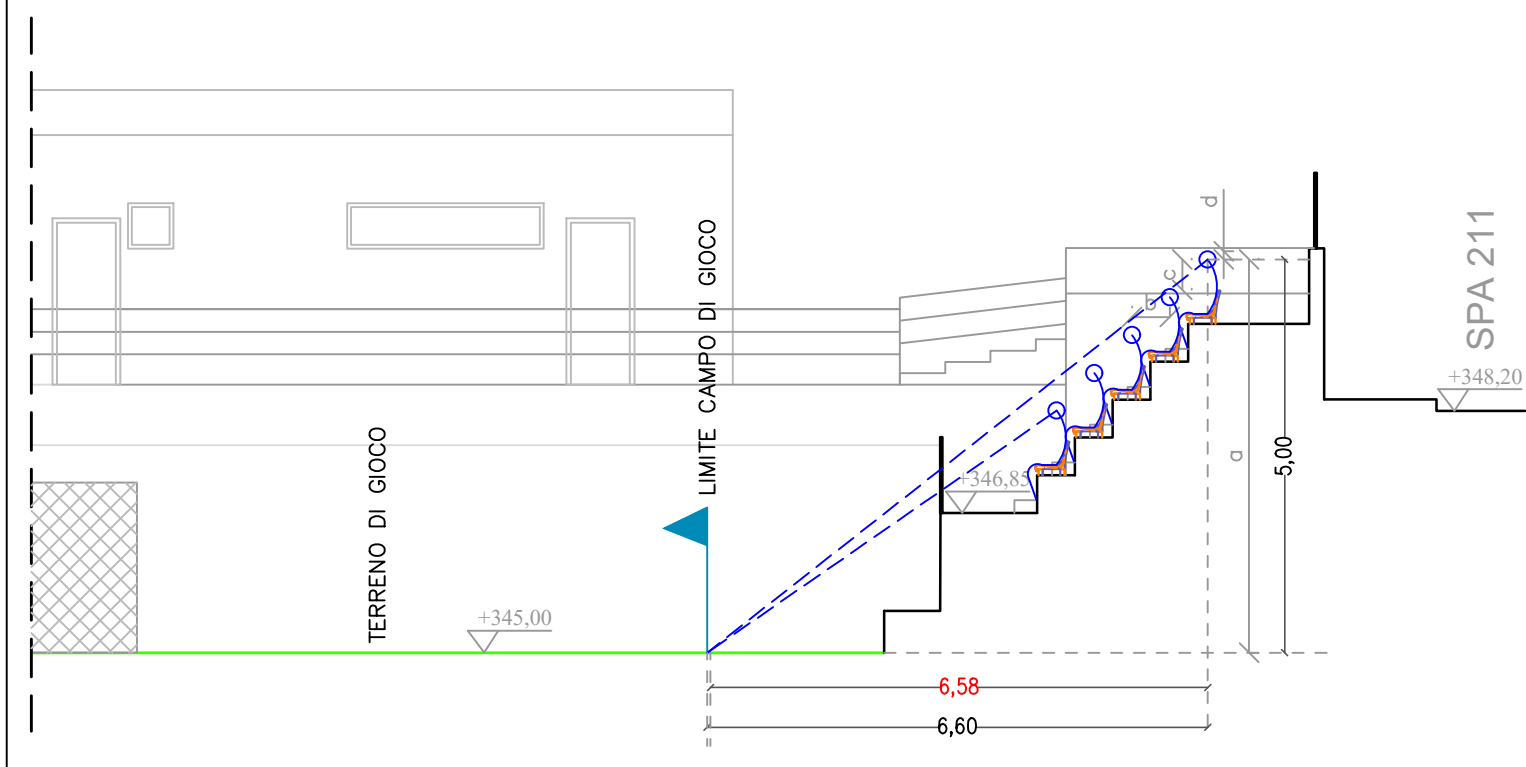 d
SPA 211
LIMITE CAMPO DI GIOCO
c
b
+348,20
TERRENO DI GIOCO
a
5,00
+346,85
+345,00
6,58
6,60